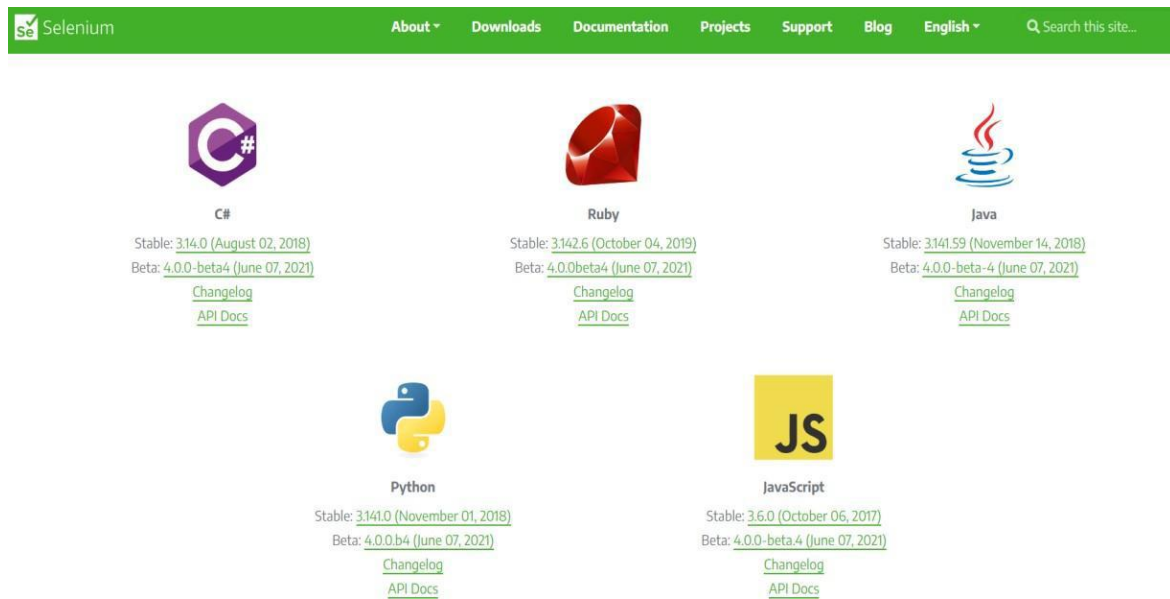 Se Selenium About Downloads Documentation Projects Support Blog English Search this site...
C#
Ruby
Java
C#
Stable: 3.14.0 (August 02, 2018)
Beta: 4.0.0-beta4 (June 07, 2021)
Changelog
API Docs
Ruby
Stable: 3.142.6 (October 04, 2019)
Beta: 4.0.0beta4 (June 07, 2021)
Changelog
API Docs
Java
Stable: 3.141.59 (November 14, 2018)
Beta: 4.0.0-beta-4 (June 07, 2021)
Changelog
API Docs
Python
Stable: 3.141.0 (November 01, 2018)
Beta: 4.0.0.b4 (June 07, 2021)
Changelog
API Docs
JS
JavaScript
Stable: 3.6.0 (October 06, 2017)
Beta: 4.0.0-beta.4 (June 07, 2021)
Changelog
API Docs